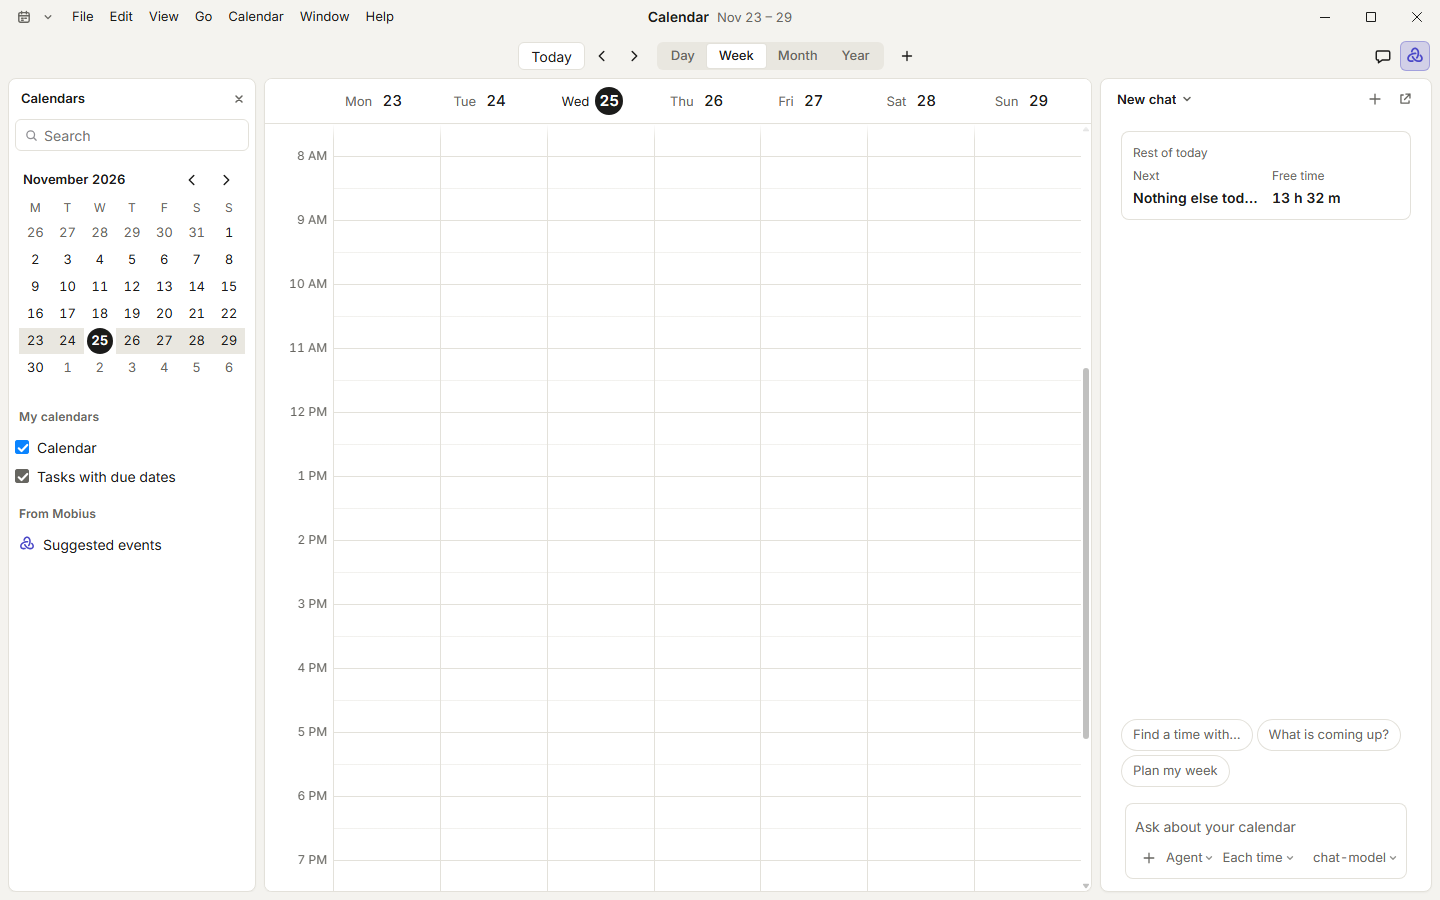 File Edit View Go Calendar Window Help
Calendar Nov 23 – 29
Today Day Week Month Year
Calendars
Search
November 2026
M T W T F S S
26 27 28 29 30 31 1
2 3 4 5 6 7 8
9 10 11 12 13 14 15
16 17 18 19 20 21 22
23 24 25 26 27 28 29
30 1 2 3 4 5 6
My calendars
Calendar
Tasks with due dates
From Mobius
Suggested events
Mon 23 Tue 24 Wed 25 Thu 26 Fri 27 Sat 28 Sun 29
8 AM
9 AM
10 AM
11 AM
12 PM
1 PM
2 PM
3 PM
4 PM
5 PM
6 PM
7 PM
New chat
Rest of today
Next Free time
Nothing else tod... 13 h 32 m
Find a time with... What is coming up?
Plan my week
Ask about your calendar
Agent Each time chat-model